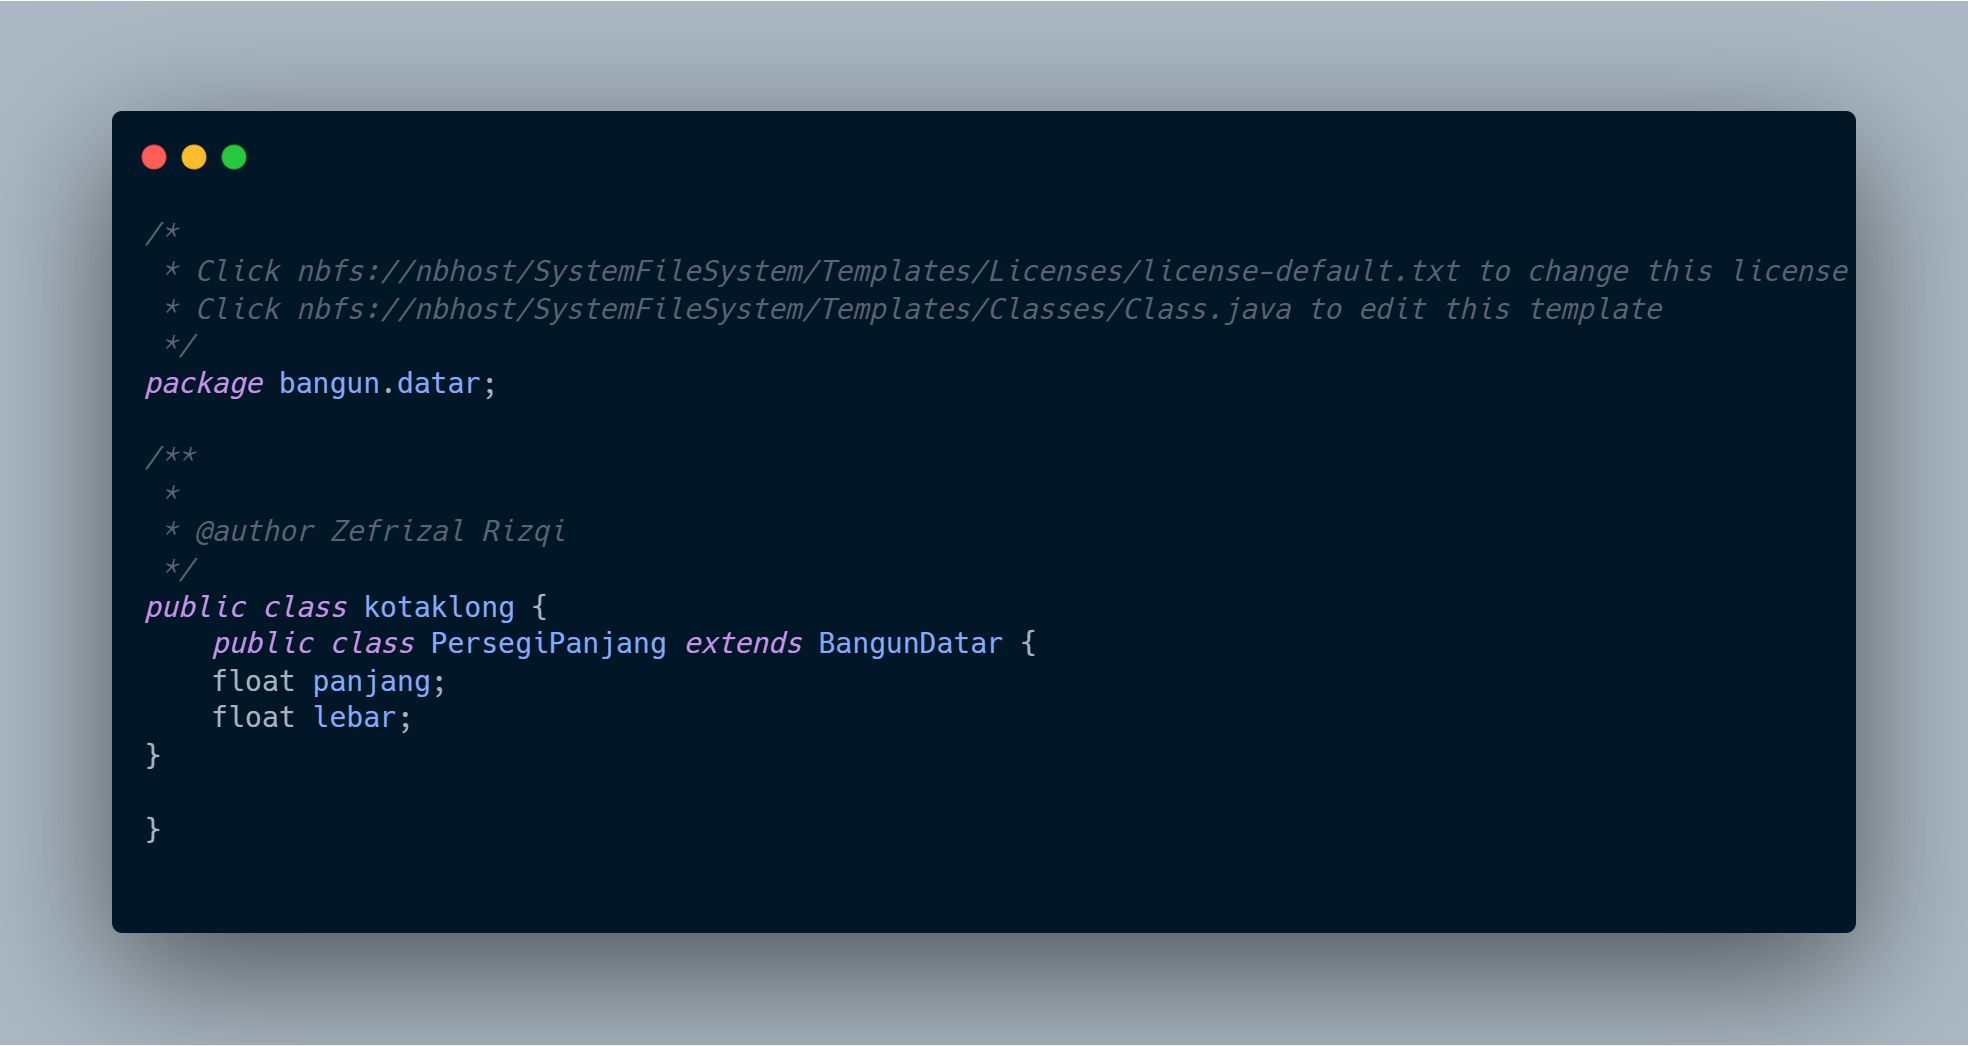 /*
 * Click nbfs://nbhost/SystemFileSystem/Templates/Licenses/license-default.txt to change this license
 * Click nbfs://nbhost/SystemFileSystem/Templates/Classes/Class.java to edit this template
 */
package bangun.datar;

/**
 *
 * @author Zefrizal Rizqi
 */
public class kotaklong {
    public class PersegiPanjang extends BangunDatar {
    float panjang;
    float lebar;
}

}